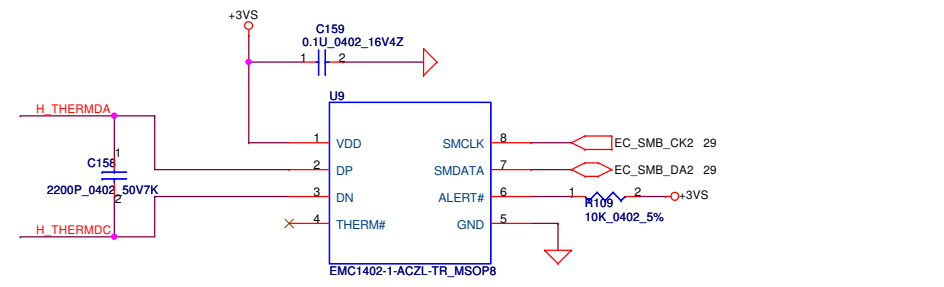 +3VS
C159
0.1U_0402_16V4Z
1 2
U9
H_THERMDA
1 VDD SMCLK 8 EC_SMB_CK2 29
C158 1
2 DP SMDATA 7 EC_SMB_DA2 29
2200P_0402_50V7K
2
3 DN ALERT# 6 1 2 +3VS
R109
10K_0402_5%
4 THERM# GND 5
H_THERMDC
EMC1402-1-ACZL-TR_MSOP8